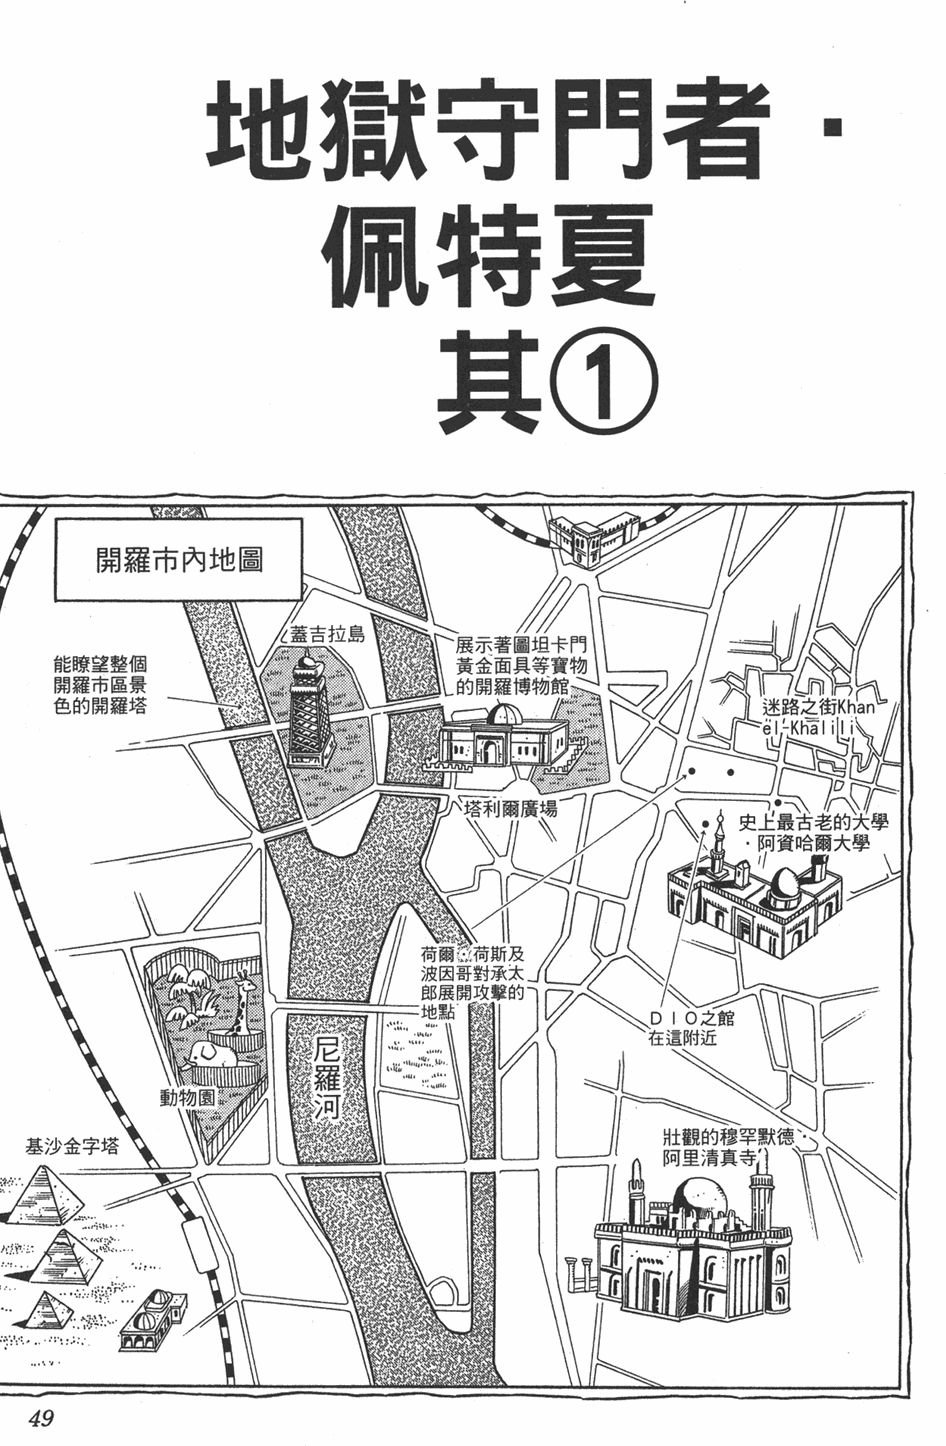 地獄守門者・
佩特夏
其①
開羅市內地圖
蓋吉拉島
能瞭望整個
開羅市區景
色的開羅塔
展示著圖坦卡門
黃金面具等寶物
的開羅博物館
迷路之街Khan
el-Khalili
塔利爾廣場
史上最古老的大學
・阿資哈爾大學
荷爾・荷斯及
波因哥對承太
郎展開攻擊的
地點
DIO之館
在這附近
尼羅河
動物園
基沙金字塔
壯觀的穆罕默德・
阿里清真寺
49